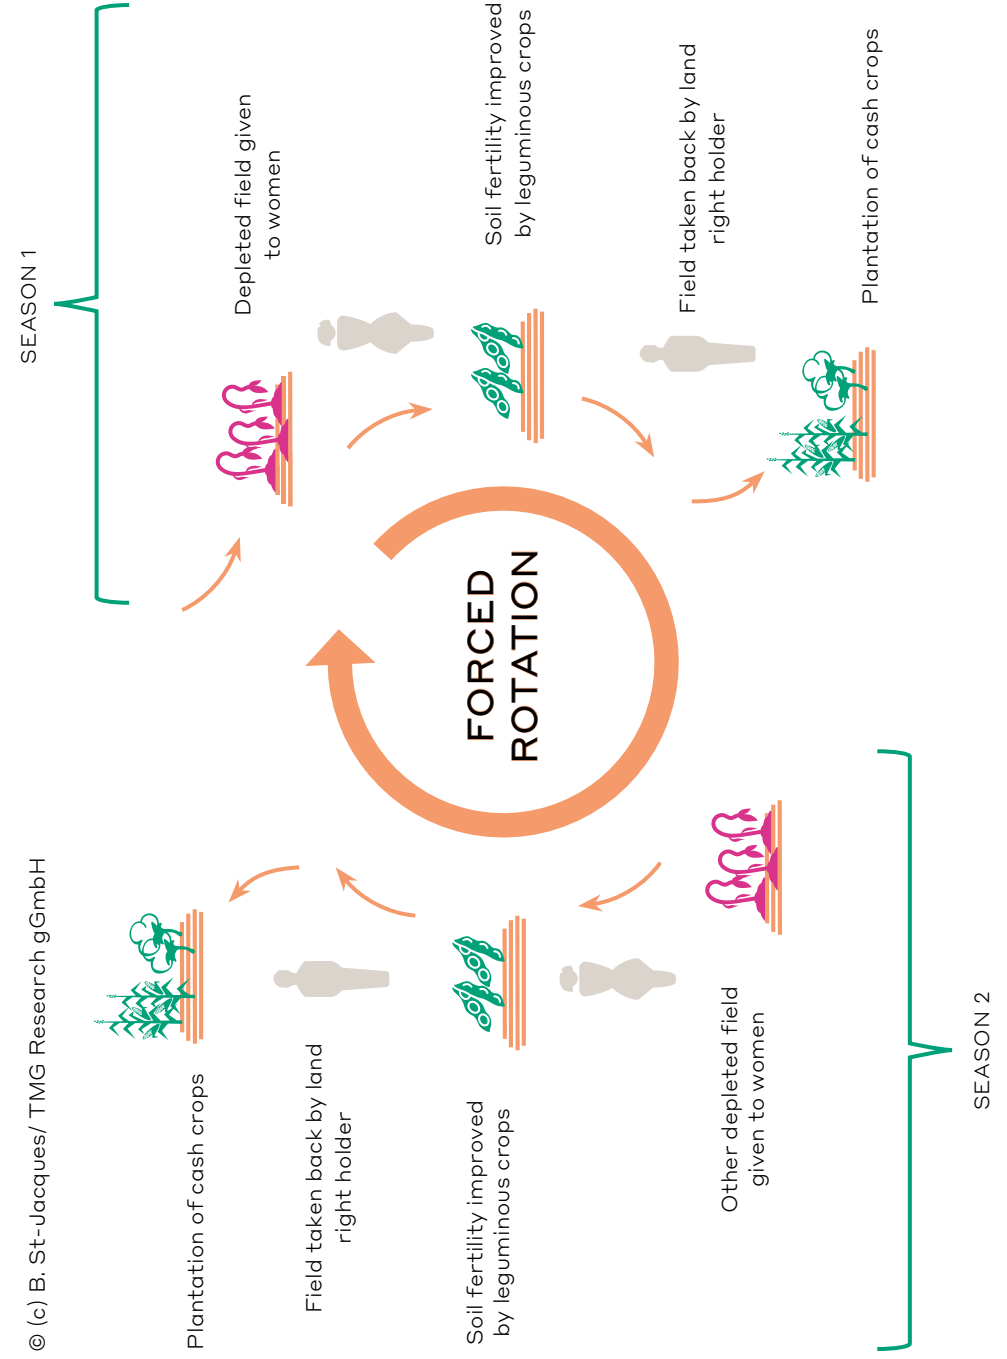 © (c) B. St-Jacques/ TMG Research gGmbH
SEASON 1
Depleted field given
to women
Soil fertility improved
by leguminous crops
Field taken back by land
right holder
Plantation of cash crops
FORCED
ROTATION
SEASON 2
Other depleted field
given to women
Soil fertility improved
by leguminous crops
Field taken back by land
right holder
Plantation of cash crops